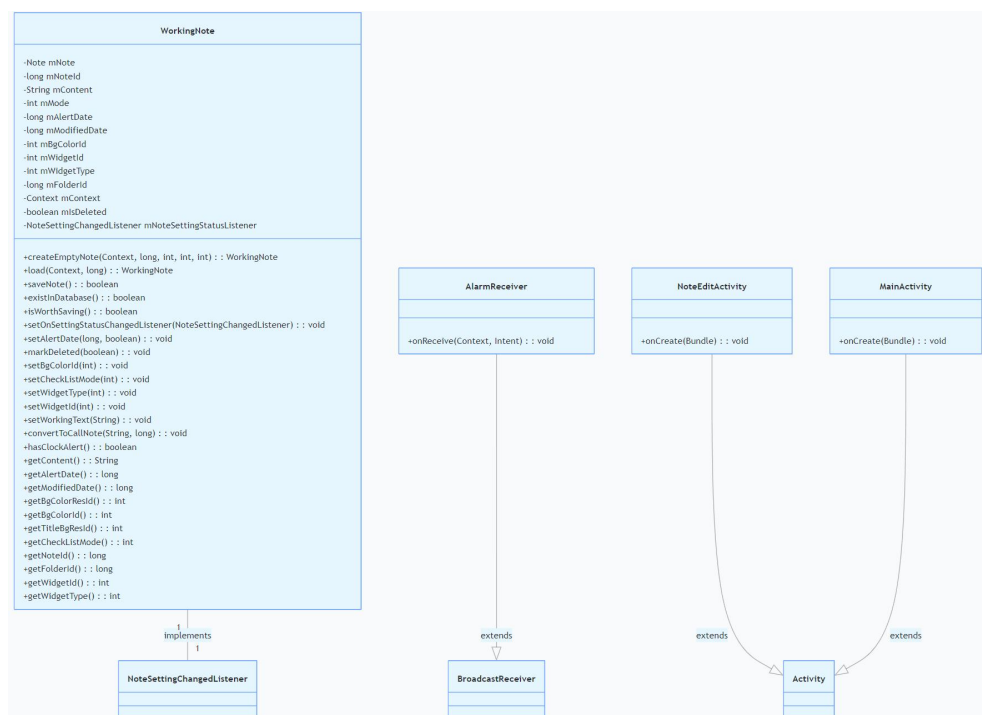 WorkingNote
-Note mNote
-long mNoteId
-String mContent
-int mMode
-long mAlertDate
-long mModifiedDate
-int mBgColorId
-int mWidgetId
-int mWidgetType
-long mFolderId
-Context mContext
-boolean mIsDeleted
-NoteSettingChangedListener mNoteSettingStatusListener
+createEmptyNote(Context, long, int, int, int) : : WorkingNote
+load(Context, long) : : WorkingNote
+saveNote() : : boolean
+existInDatabase() : : boolean
+isWorthSaving() : : boolean
+setOnSettingStatusChangedListener(NoteSettingChangedListener) : : void
+setAlertDate(long, boolean) : : void
+markDeleted(boolean) : : void
+setBgColorId(int) : : void
+setCheckListMode(int) : : void
+setWidgetType(int) : : void
+setWidgetId(int) : : void
+setWorkingText(String) : : void
+convertToCallNote(String, long) : : void
+hasClockAlert() : : boolean
+getContent() : : String
+getAlertDate() : : long
+getModifiedDate() : : long
+getBgColorResId() : : int
+getBgColorId() : : int
+getTitleBgResId() : : int
+getCheckListMode() : : int
+getNoteId() : : long
+getFolderId() : : long
+getWidgetId() : : int
+getWidgetType() : : int
AlarmReceiver
+onReceive(Context, Intent) : : void
NoteEditActivity
+onCreate(Bundle) : : void
MainActivity
+onCreate(Bundle) : : void
1
implements
1
extends
extends
extends
NoteSettingChangedListener
BroadcastReceiver
Activity